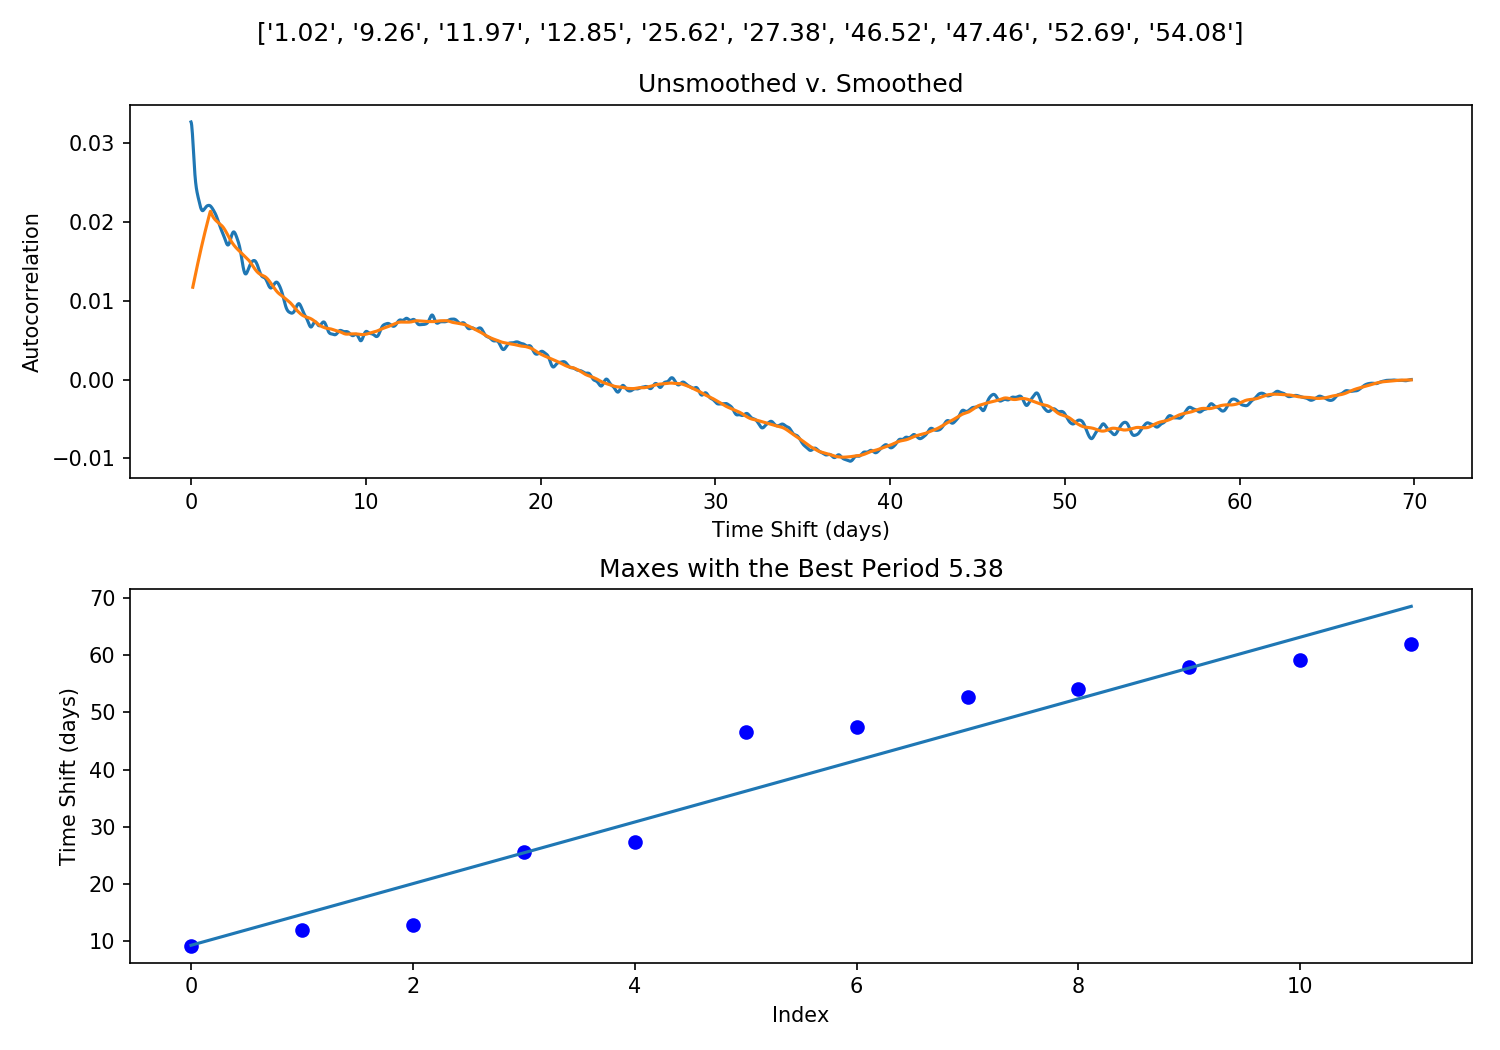 ['1.02', '9.26', '11.97', '12.85', '25.62', '27.38', '46.52', '47.46', '52.69', '54.08']
Unsmoothed v. Smoothed
Autocorrelation
0.03
0.02
0.01
0.00
−0.01
0 10 20 30 40 50 60 70
Time Shift (days)
Maxes with the Best Period 5.38
Time Shift (days)
70
60
50
40
30
20
10
0 2 4 6 8 10
Index